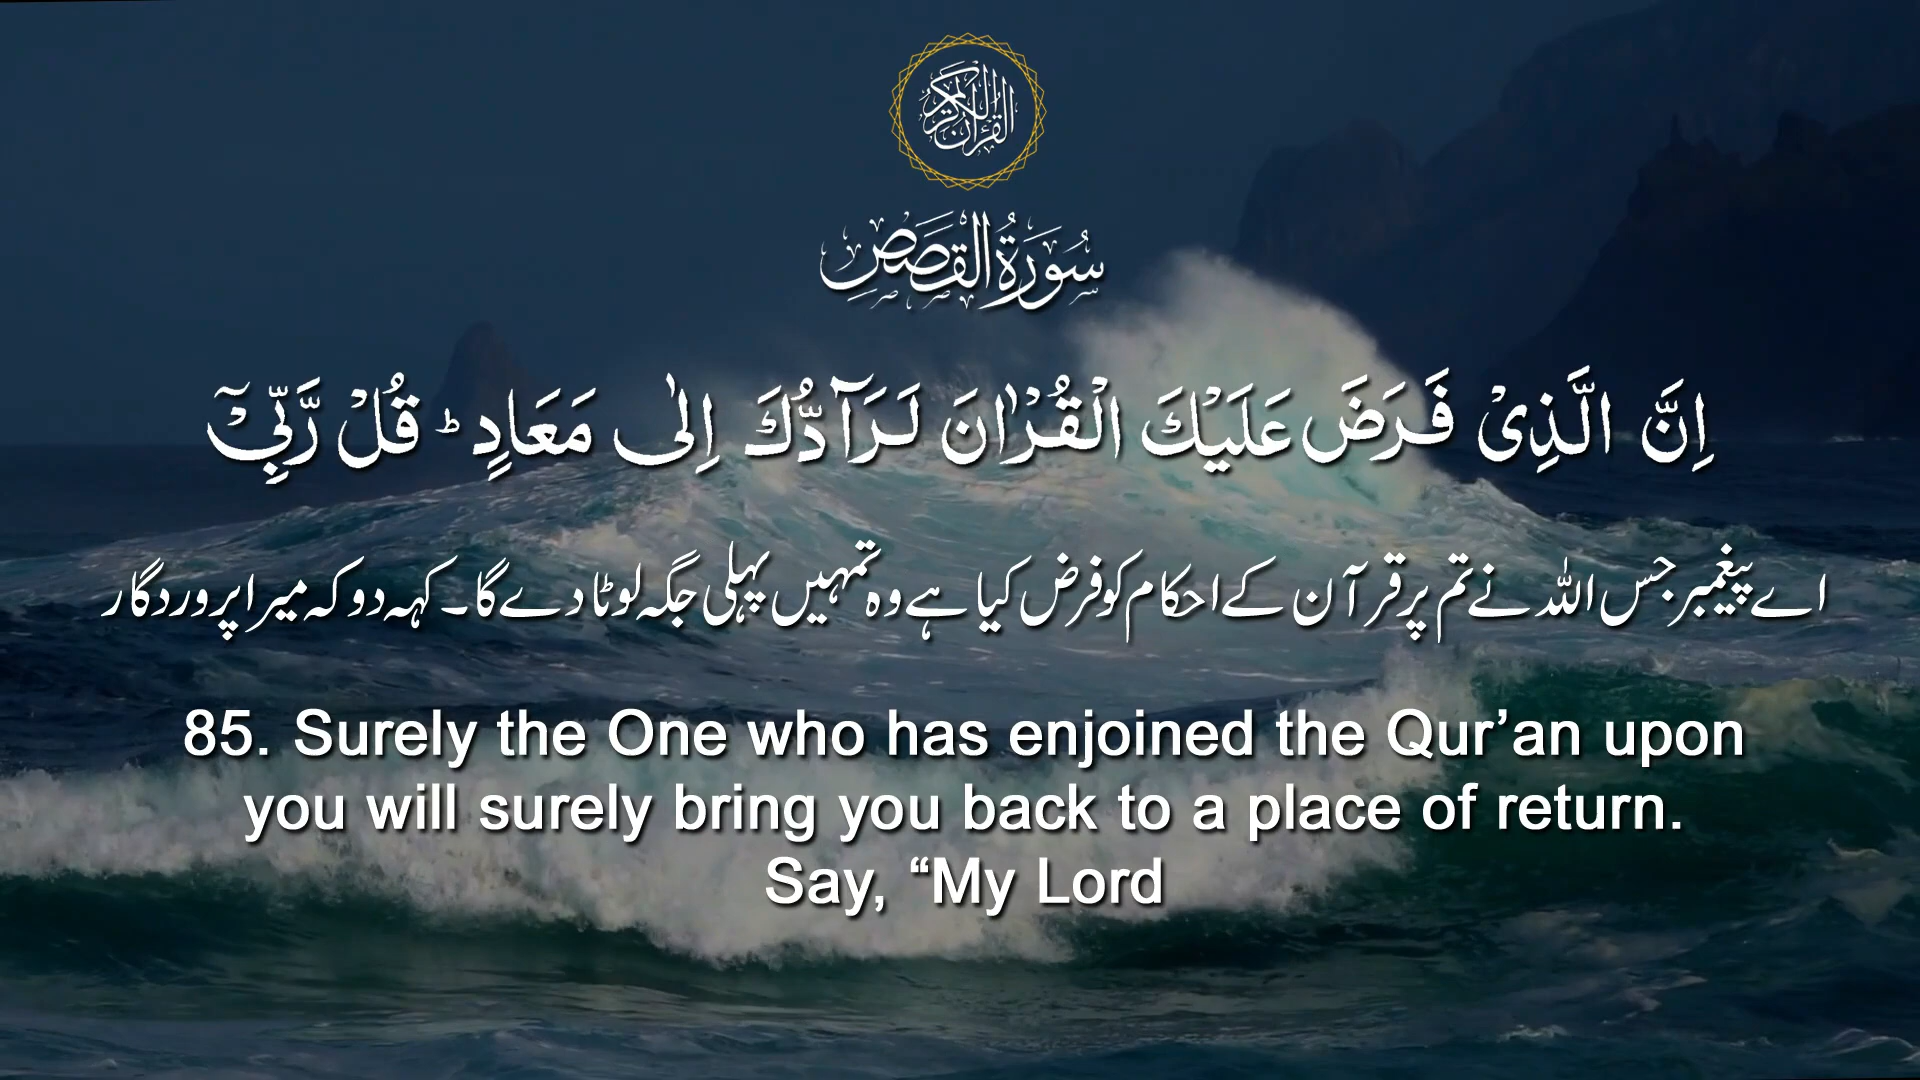 القرآن الكريم
سُورَةُ الْقَصَصِ
اِنَّ الَّذِیْ فَرَضَ عَلَیْكَ الْقُرْاٰنَ لَرَآدُّكَ اِلٰی مَعَادٍ ؕ قُلْ رَّبِّیْۤ
اے پیغمبر جس اللہ نے تم پر قرآن کے احکام کو فرض کیا ہے وہ تمہیں پہلی جگہ لوٹا دے گا۔ کہہ دو کہ میرا پروردگار
85. Surely the One who has enjoined the Qur’an upon
you will surely bring you back to a place of return.
Say, “My Lord